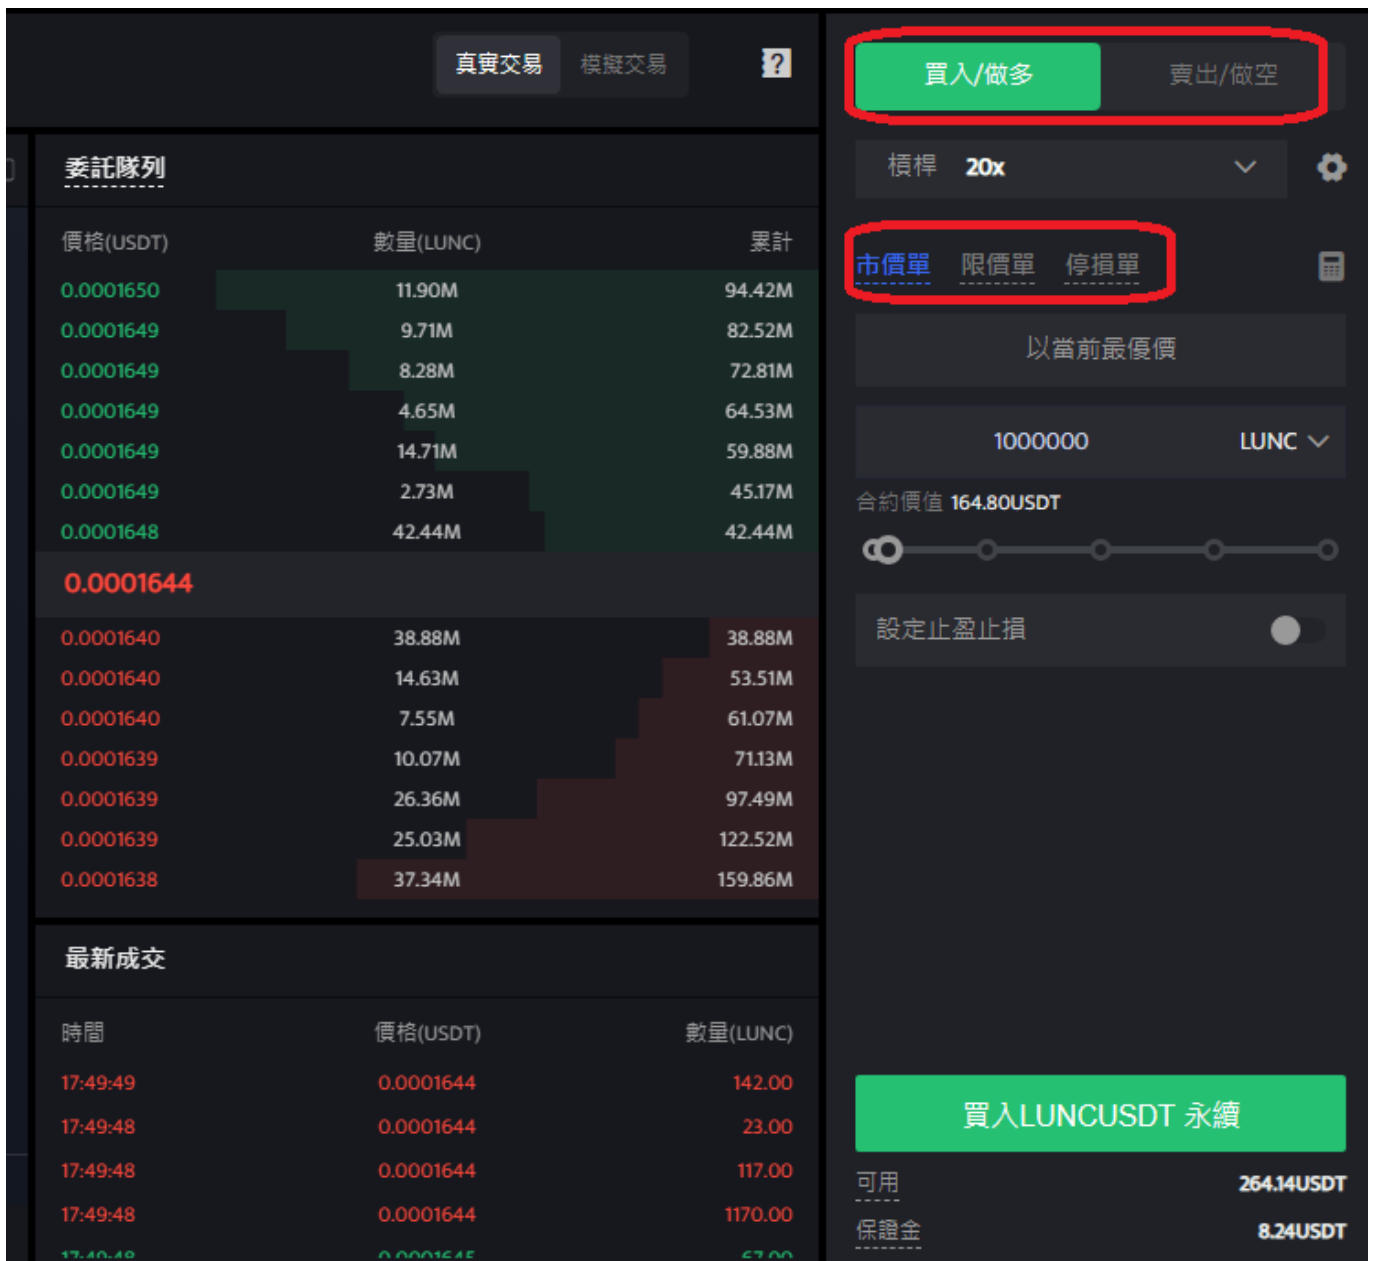 真實交易 模擬交易
委託隊列
價格(USDT) 數量(LUNC) 累計
0.0001650 11.90M 94.42M
0.0001649 9.71M 82.52M
0.0001649 8.28M 72.81M
0.0001649 4.65M 64.53M
0.0001649 14.71M 59.88M
0.0001649 2.73M 45.17M
0.0001648 42.44M 42.44M
0.0001644
0.0001640 38.88M 38.88M
0.0001640 14.63M 53.51M
0.0001640 7.55M 61.07M
0.0001639 10.07M 71.13M
0.0001639 26.36M 97.49M
0.0001639 25.03M 122.52M
0.0001638 37.34M 159.86M
最新成交
時間 價格(USDT) 數量(LUNC)
17:49:49 0.0001644 142.00
17:49:48 0.0001644 23.00
17:49:48 0.0001644 117.00
17:49:48 0.0001644 1170.00
17:49:48 0.0001645 67.00
買入/做多 賣出/做空
槓桿 20x
市價單 限價單 停損單
以當前最優價
1000000 LUNC
合約價值 164.80USDT
設定止盈止損
買入LUNCUSDT 永續
可用 264.14USDT
保證金 8.24USDT